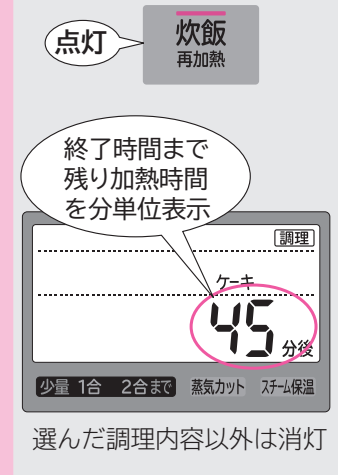 点灯
炊飯
再加熱
終了時間まで
残り加熱時間
を分単位表示
調理
ケーキ
45 分後
少量 1合 2合まで 蒸気カット スチーム保温
選んだ調理内容以外は消灯